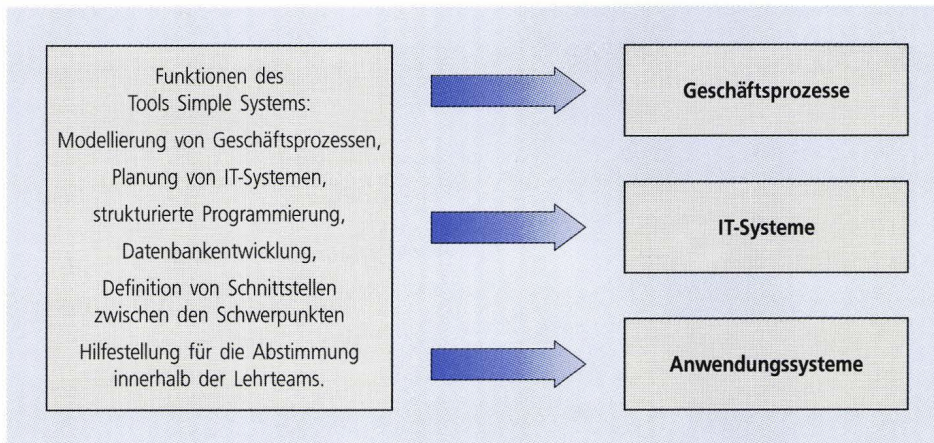 Funktionen des
Tools Simple Systems:
Modellierung von Geschäftsprozessen,
Planung von IT-Systemen,
strukturierte Programmierung,
Datenbankentwicklung,
Definition von Schnittstellen
zwischen den Schwerpunkten
Hilfestellung für die Abstimmung
innerhalb der Lehrteams.
Geschäftsprozesse
IT-Systeme
Anwendungssysteme